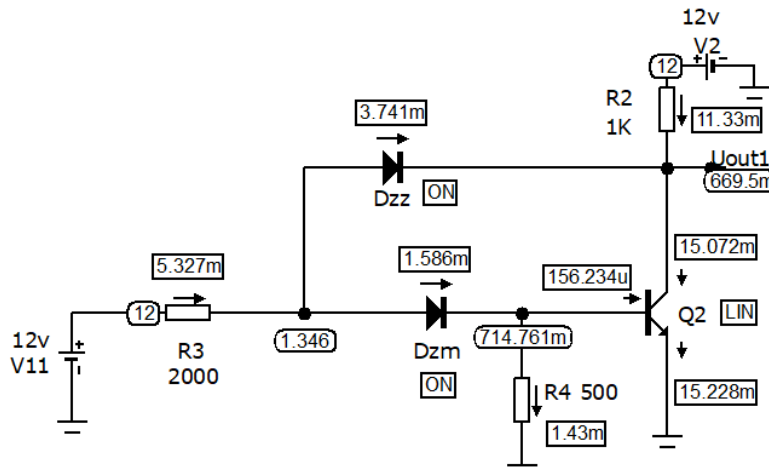 12v
V2
12
R2
1K
11.33m
3.741m
Dzz
ON
Uout1
669.5m
5.327m
1.586m
156.234u
15.072m
12
12v
V11
R3
2000
1.346
Dzm
ON
714.761m
Q2
LIN
R4 500
1.43m
15.228m